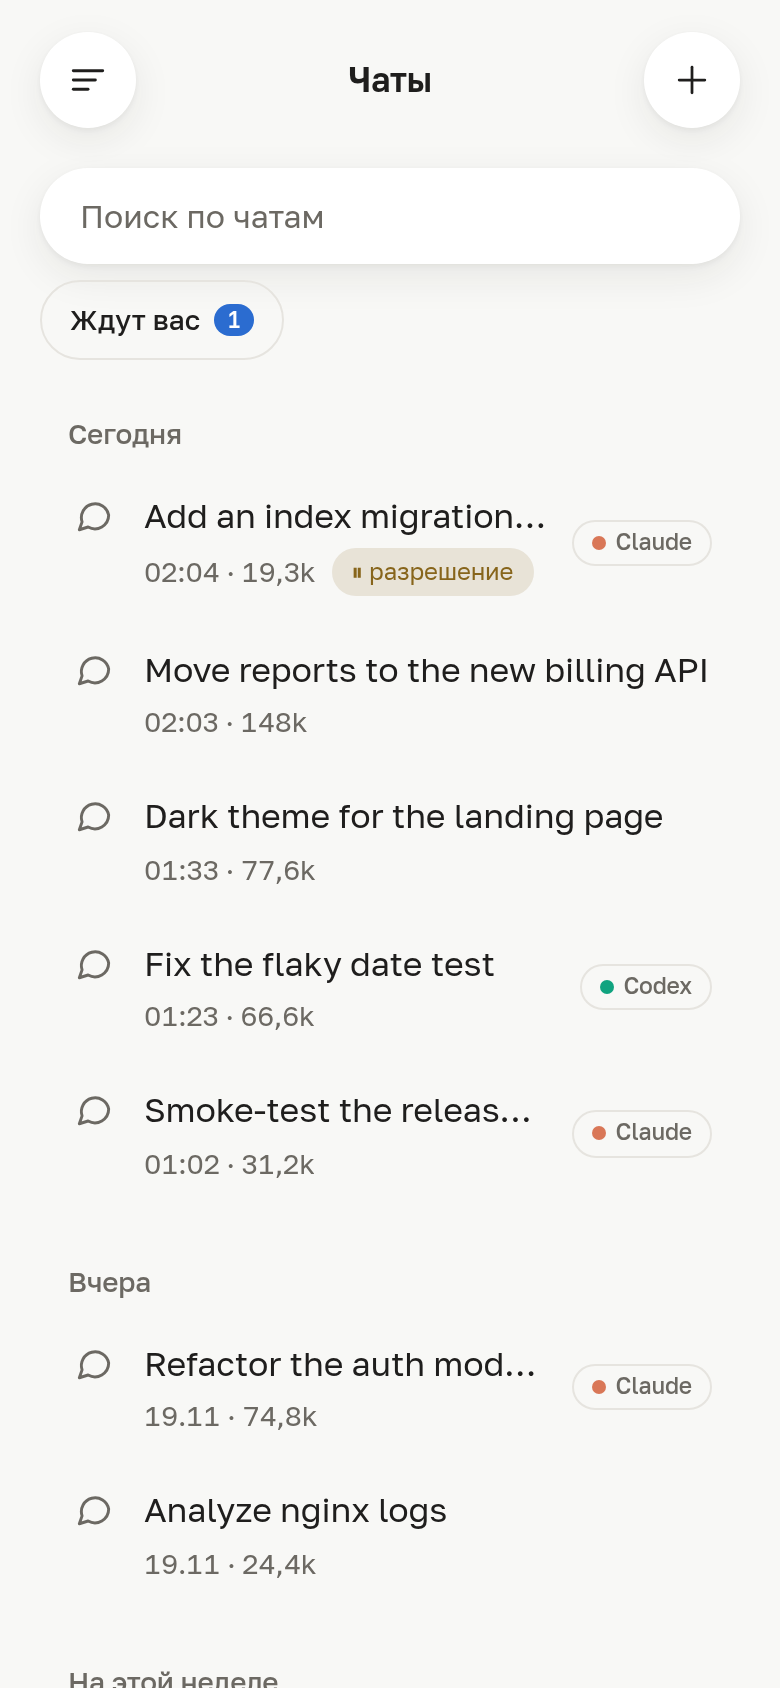 Чаты
Поиск по чатам
Ждут вас 1
Сегодня
Add an index migration…
Claude
02:04 · 19,3k разрешение
Move reports to the new billing API
02:03 · 148k
Dark theme for the landing page
01:33 · 77,6k
Fix the flaky date test
Codex
01:23 · 66,6k
Smoke-test the releas…
Claude
01:02 · 31,2k
Вчера
Refactor the auth mod…
Claude
19.11 · 74,8k
Analyze nginx logs
19.11 · 24,4k
На этой неделе